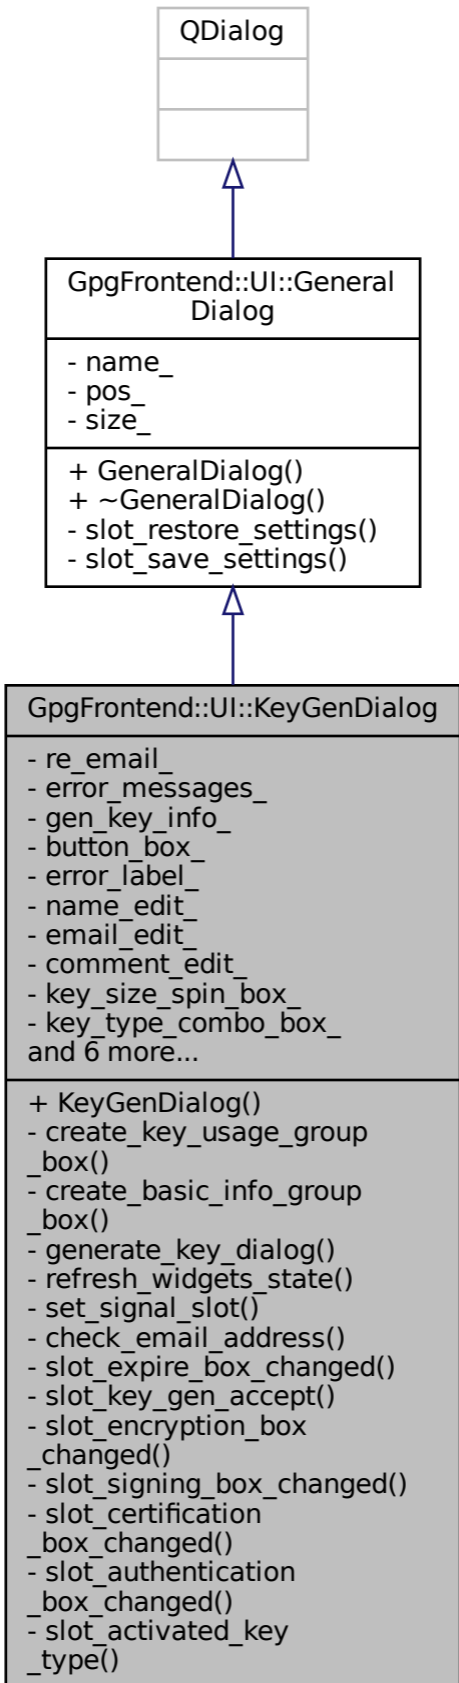 QDialog
GpgFrontend::UI::General
Dialog
- name_
- pos_
- size_
+ GeneralDialog()
+ ~GeneralDialog()
- slot_restore_settings()
- slot_save_settings()
GpgFrontend::UI::KeyGenDialog
- re_email_
- error_messages_
- gen_key_info_
- button_box_
- error_label_
- name_edit_
- email_edit_
- comment_edit_
- key_size_spin_box_
- key_type_combo_box_
and 6 more...
+ KeyGenDialog()
- create_key_usage_group
_box()
- create_basic_info_group
_box()
- generate_key_dialog()
- refresh_widgets_state()
- set_signal_slot()
- check_email_address()
- slot_expire_box_changed()
- slot_key_gen_accept()
- slot_encryption_box
_changed()
- slot_signing_box_changed()
- slot_certification
_box_changed()
- slot_authentication
_box_changed()
- slot_activated_key
_type()